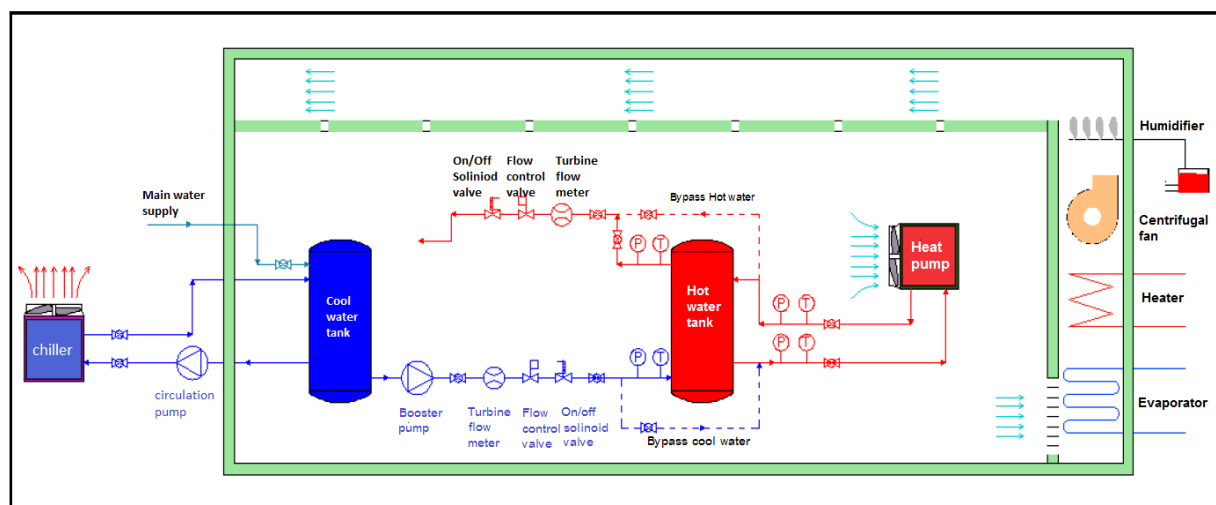 Humidifier
On/Off
Soliniod
valve
Flow
control
valve
Turbine
flow
meter
Main water
supply
Bypass Hot water
Centrifugal
fan
P
T
Heat
pump
Cool
water
tank
Hot
water
tank
Heater
P
T
chiller
P
T
P
T
circulation
pump
Booster
pump
Turbine
flow
meter
Flow
control
valve
On/off
solinoid
valve
Bypass cool water
Evaporator